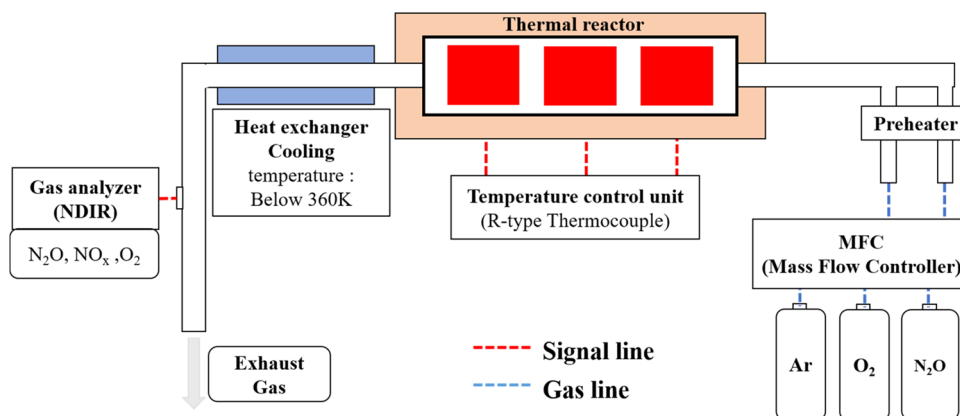 Thermal reactor
Preheater
Heat exchanger
Cooling
temperature :
Below 360K
Gas analyzer
(NDIR)
N₂O, NOₓ ,O₂
Temperature control unit
(R-type Thermocouple)
MFC
(Mass Flow Controller)
Ar
O₂
N₂O
Signal line
Gas line
Exhaust
Gas